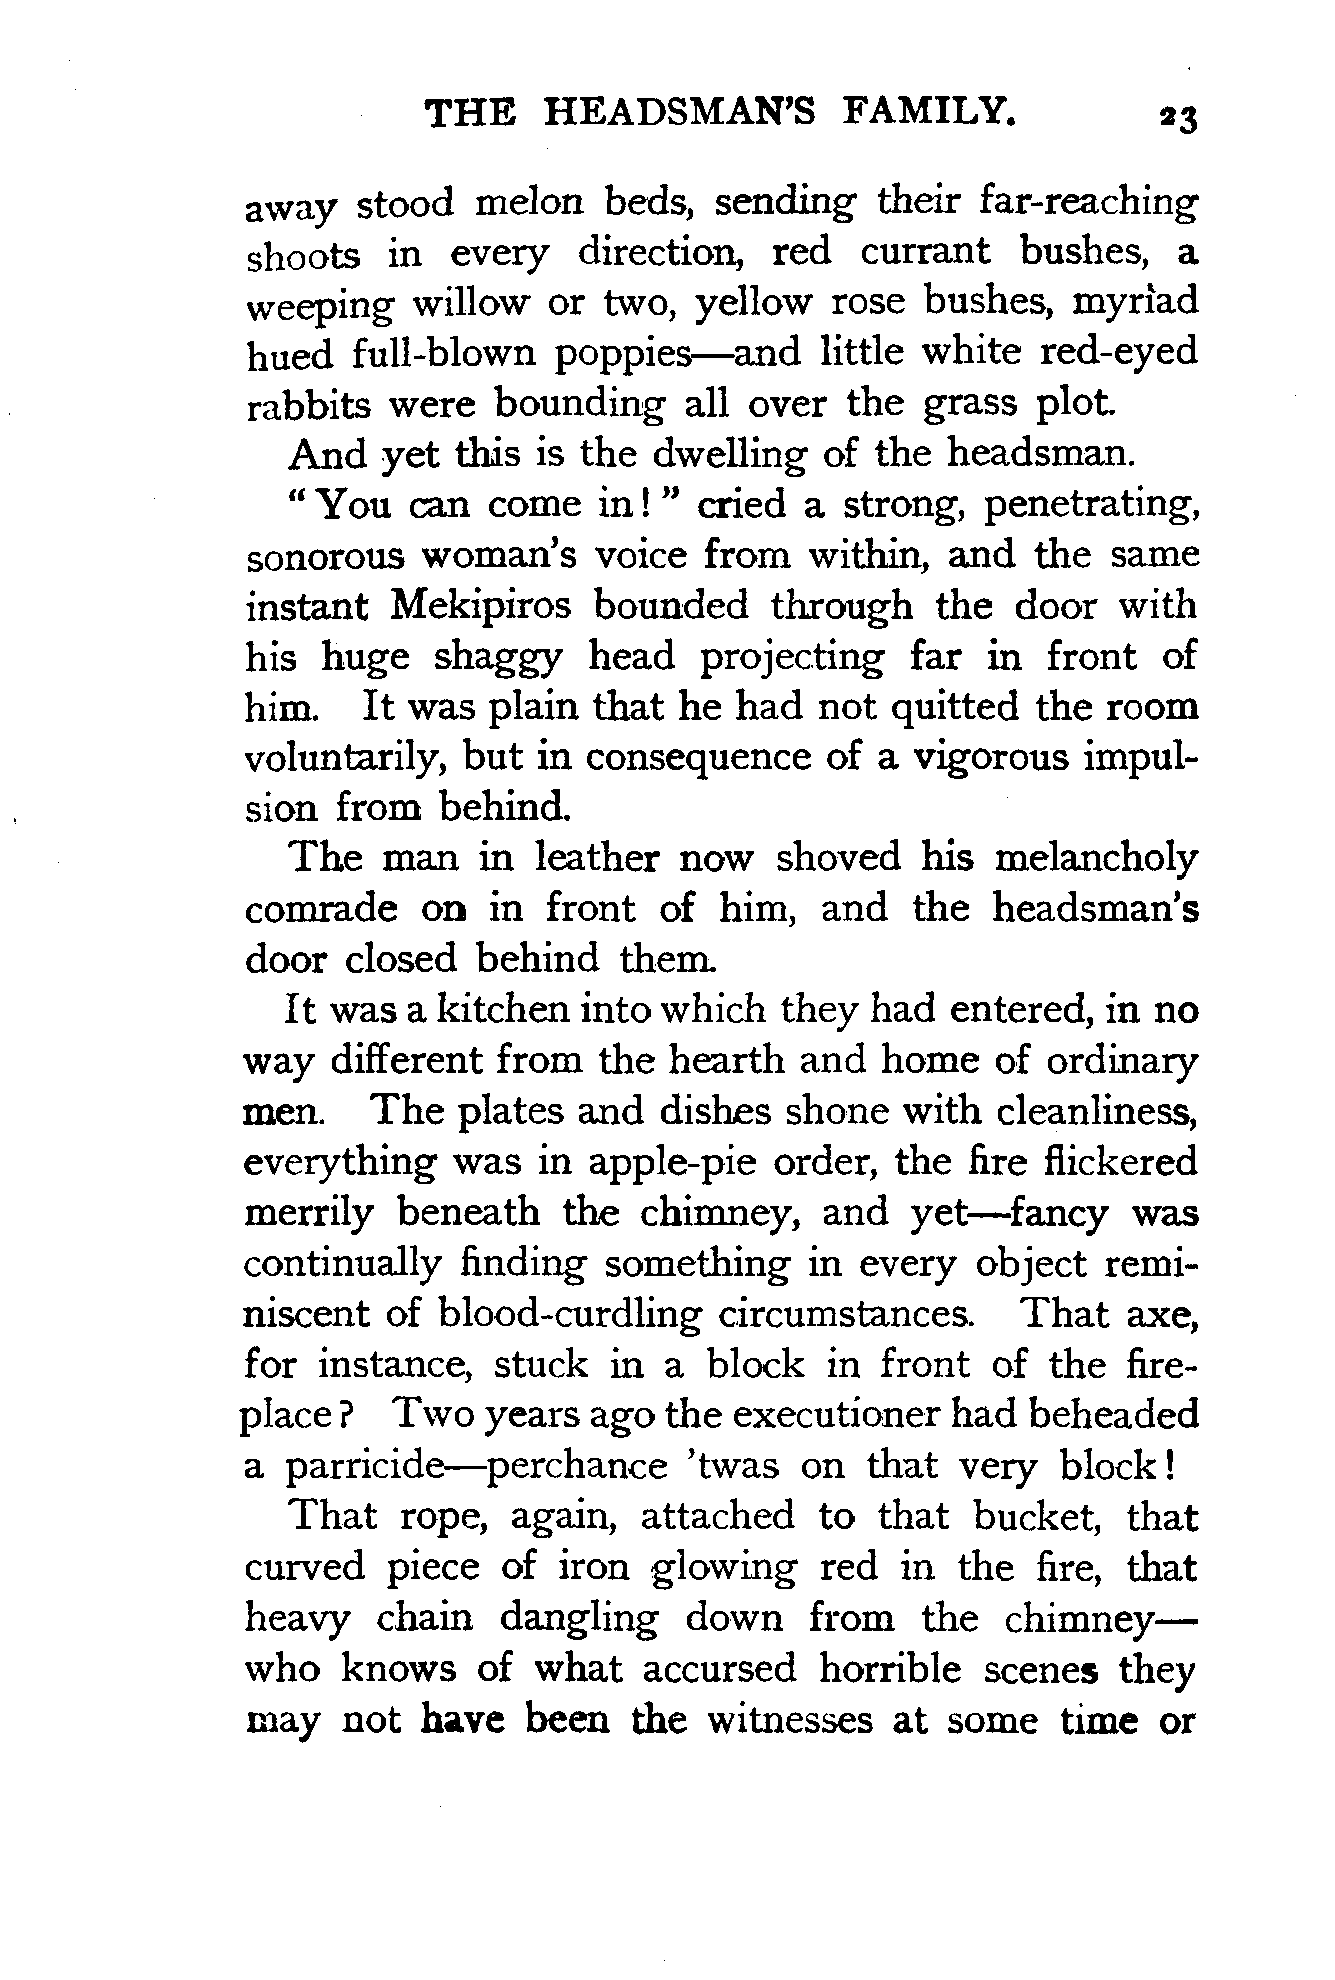 THE HEADSMAN'S FAMILY. 23
away stood melon beds, sending their far-reaching
shoots in every direction, red currant bushes, a
weeping willow or two, yellow rose bushes, myriad
hued full-blown poppies—and little white red-eyed
rabbits were bounding all over the grass plot.
And yet this is the dwelling of the headsman.
“ You can come in! ” cried a strong, penetrating,
sonorous woman's voice from within, and the same
instant Mekipiros bounded through the door with
his huge shaggy head projecting far in front of
him. It was plain that he had not quitted the room
voluntarily, but in consequence of a vigorous impul-
sion from behind.
The man in leather now shoved his melancholy
comrade on in front of him, and the headsman's
door closed behind them.
It was a kitchen into which they had entered, in no
way different from the hearth and home of ordinary
men. The plates and dishes shone with cleanliness,
everything was in apple-pie order, the fire flickered
merrily beneath the chimney, and yet—fancy was
continually finding something in every object remi-
niscent of blood-curdling circumstances. That axe,
for instance, stuck in a block in front of the fire-
place? Two years ago the executioner had beheaded
a parricide—perchance 'twas on that very block!
That rope, again, attached to that bucket, that
curved piece of iron glowing red in the fire, that
heavy chain dangling down from the chimney—
who knows of what accursed horrible scenes they
may not have been the witnesses at some time or